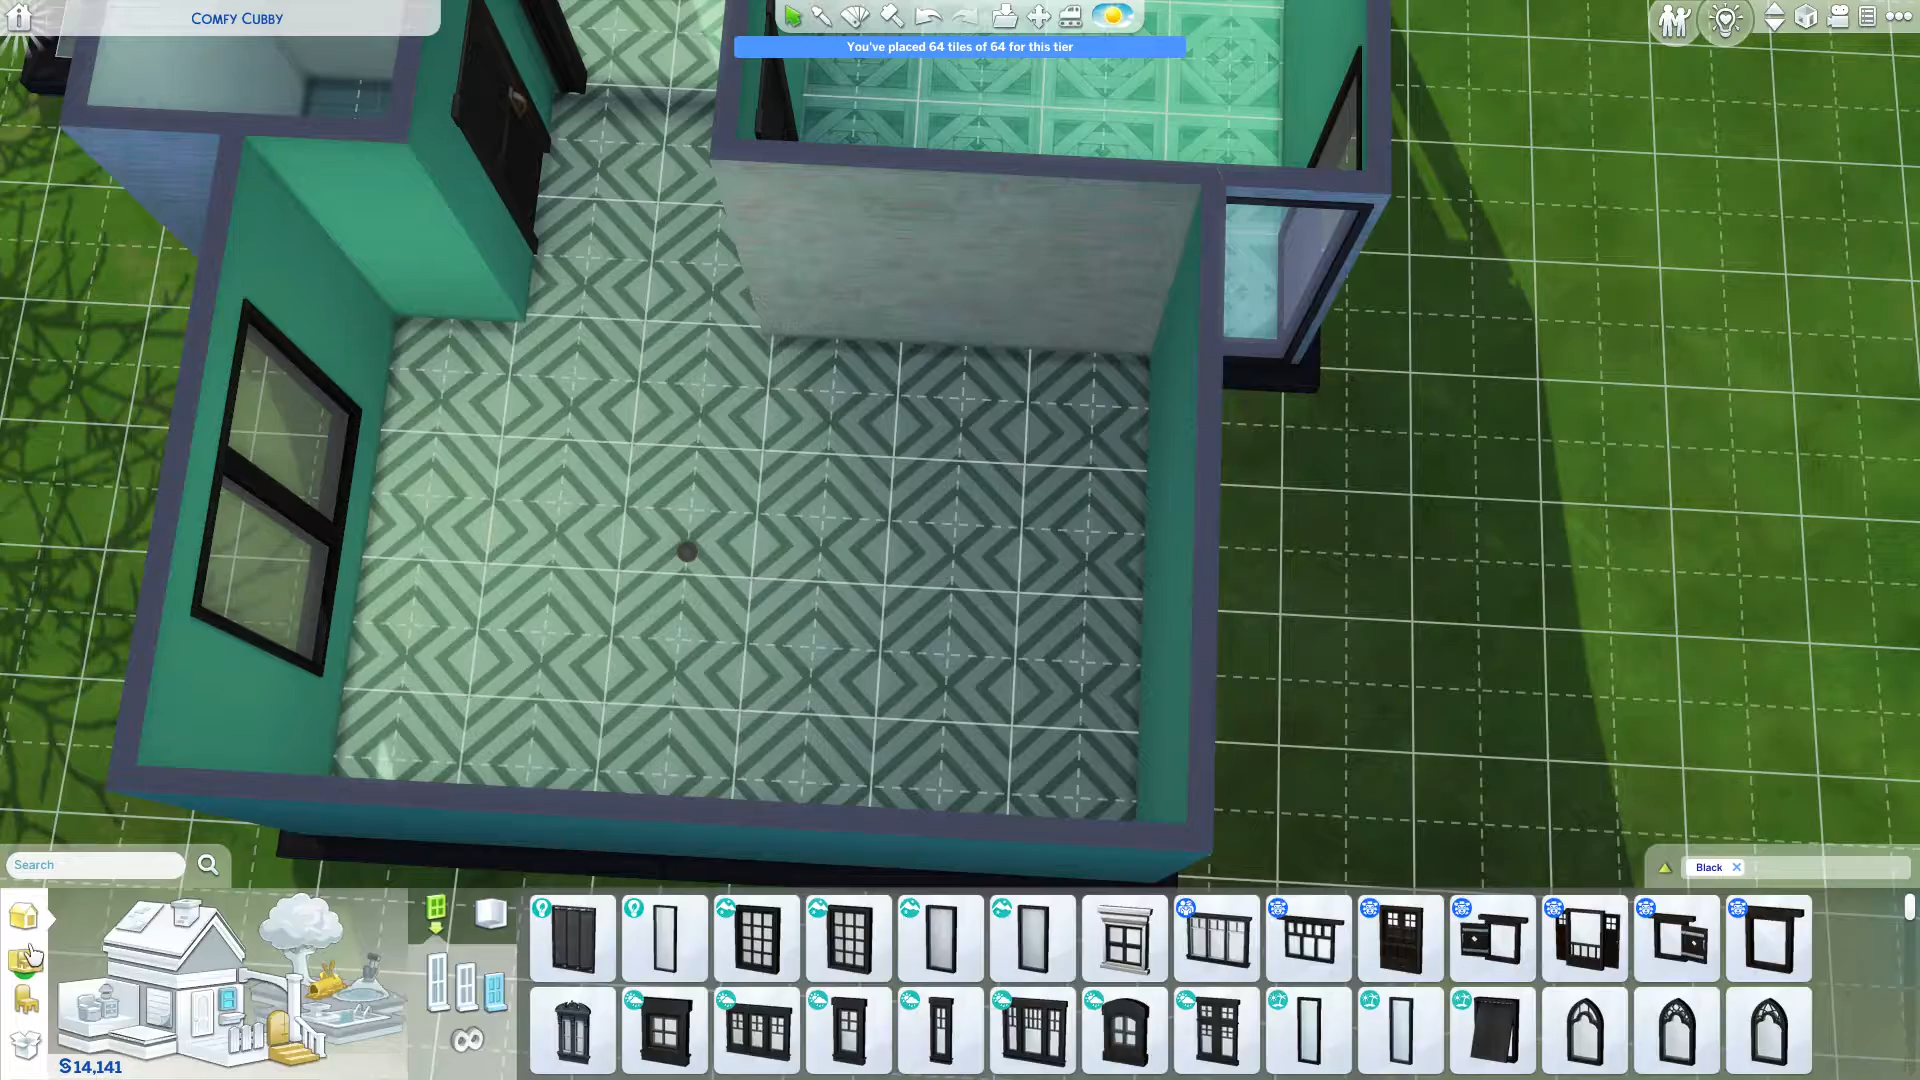 Comfy Cubby
You've placed 64 tiles of 64 for this tier
Search
Black
§14,141